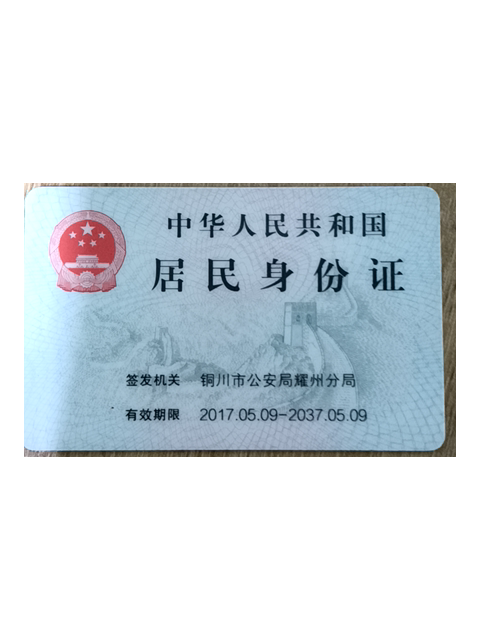 中华人民共和国
居民身份证
签发机关 铜川市公安局耀州分局
有效期限 2017.05.09-2037.05.09